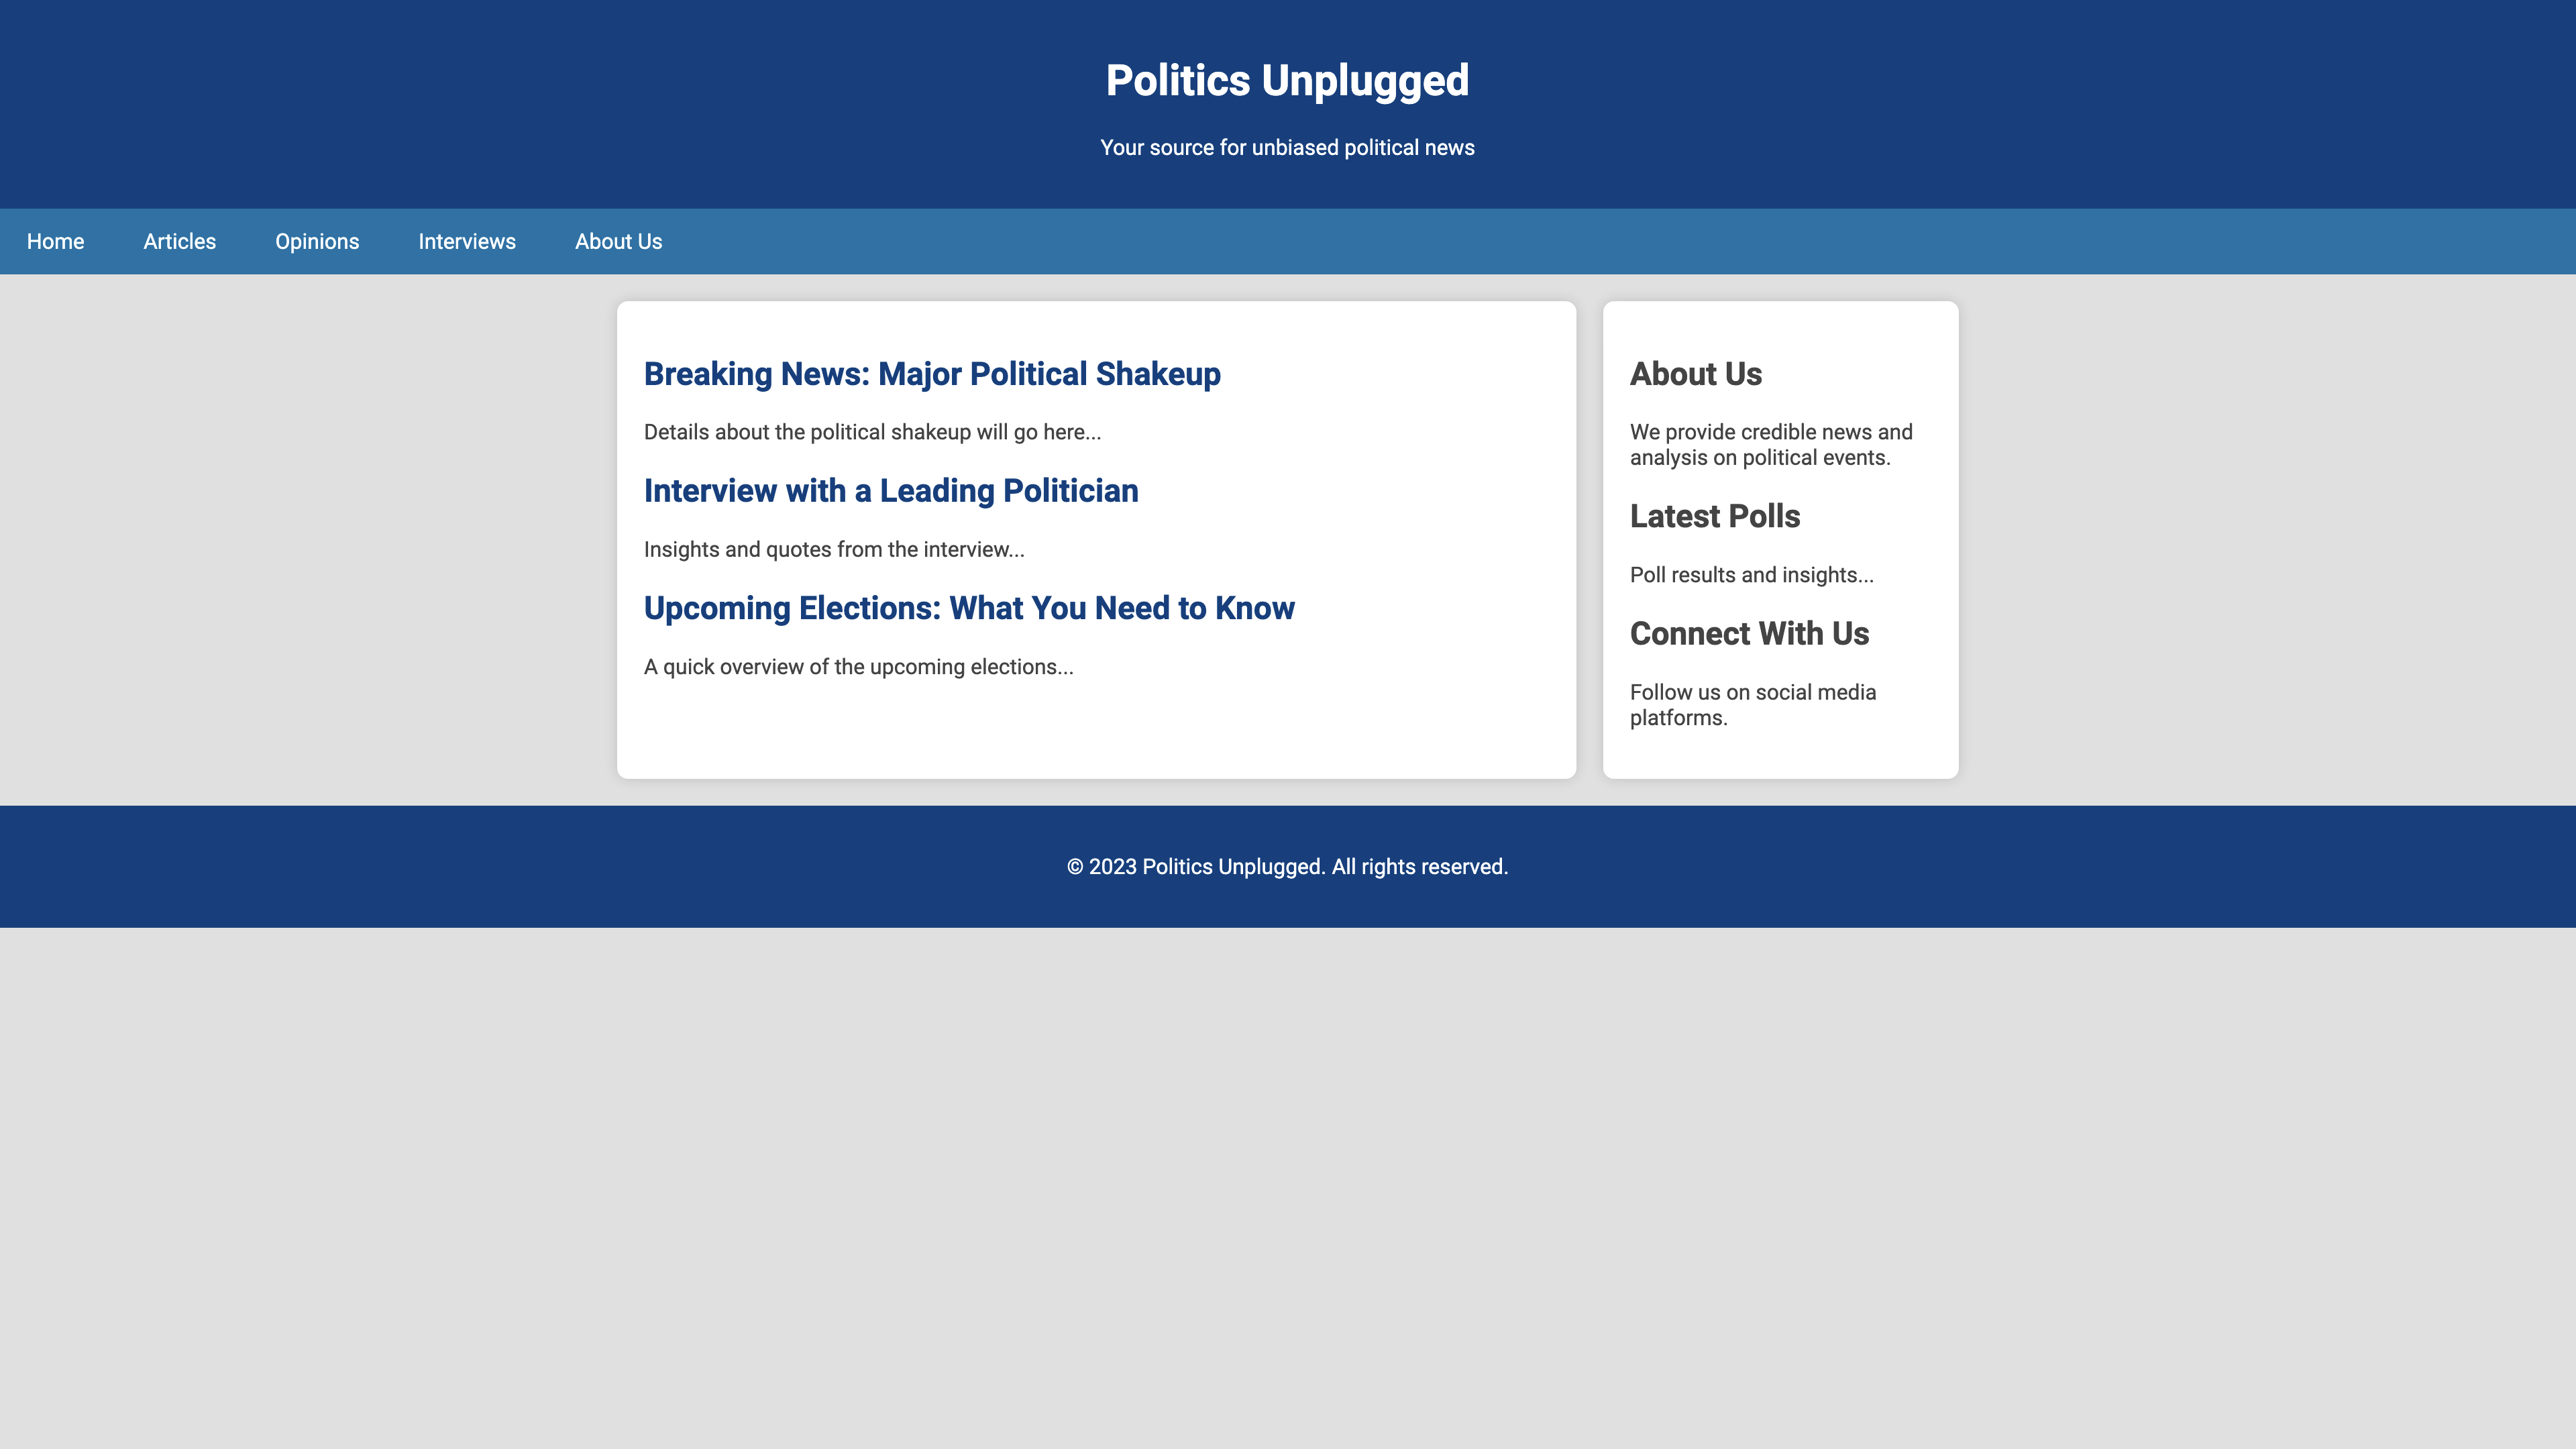 Politics Unplugged
Your source for unbiased political news
Home Articles Opinions Interviews About Us
Breaking News: Major Political Shakeup
Details about the political shakeup will go here...
Interview with a Leading Politician
Insights and quotes from the interview...
Upcoming Elections: What You Need to Know
A quick overview of the upcoming elections...
About Us
We provide credible news and
analysis on political events.
Latest Polls
Poll results and insights...
Connect With Us
Follow us on social media
platforms.
© 2023 Politics Unplugged. All rights reserved.